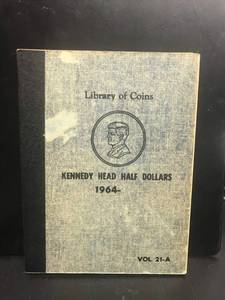 Library of Coins
KENNEDY HEAD HALF DOLLARS
1964-
VOL 21-A